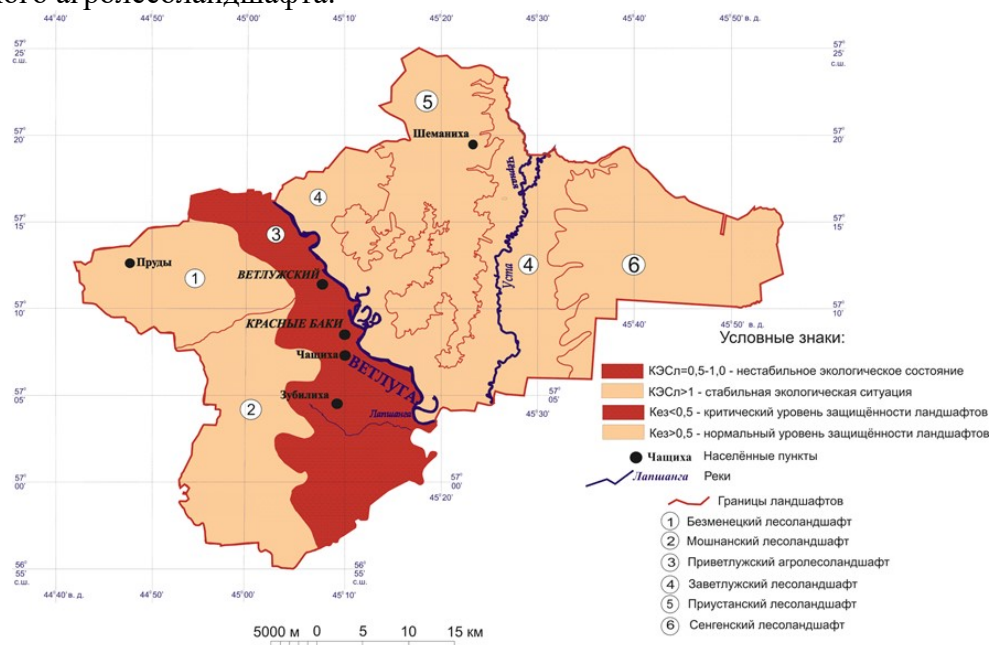 ного агролесоландшафта.
44°40' 44°50' 45°00' 45°10' 45°20' 45°30' 45°40' 45°50' в. д.
57° 25' с.ш.
57° 25' с.ш.
5
57° 20'
Шеманиха
57° 20'
Чёрная
4
57° 15'
3
57° 15'
Пруды
1
ВЕТЛУЖСКИЙ
Уста
4
6
57° 10'
45°40'
45°50' в. д.
КРАСНЫЕ БАКИ
Чащиха
ВЕТЛУГА
57° 05'
2
Зубилиха
Лапшанга
57° 05'
45°30'
57° 00'
57° 00'
45°20'
56° 55' с.ш.
56° 55' с.ш.
44°40' в. д. 44°50' 45°00' 45°10'
5000 м 0 5 10 15 км
Условные знаки:
КЭСл=0,5-1,0 - нестабильное экологическое состояние
КЭСл>1 - стабильная экологическая ситуация
Кез<0,5 - критический уровень защищённости ландшафтов
Кез>0,5 - нормальный уровень защищённости ландшафтов
Чащиха Населённые пункты
Лапшанга Реки
Границы ландшафтов
1 Безменецкий лесоландшафт
2 Мошнанский лесоландшафт
3 Приветлужский агролесоландшафт
4 Заветлужский лесоландшафт
5 Приустанский лесоландшафт
6 Сенгенский лесоландшафт